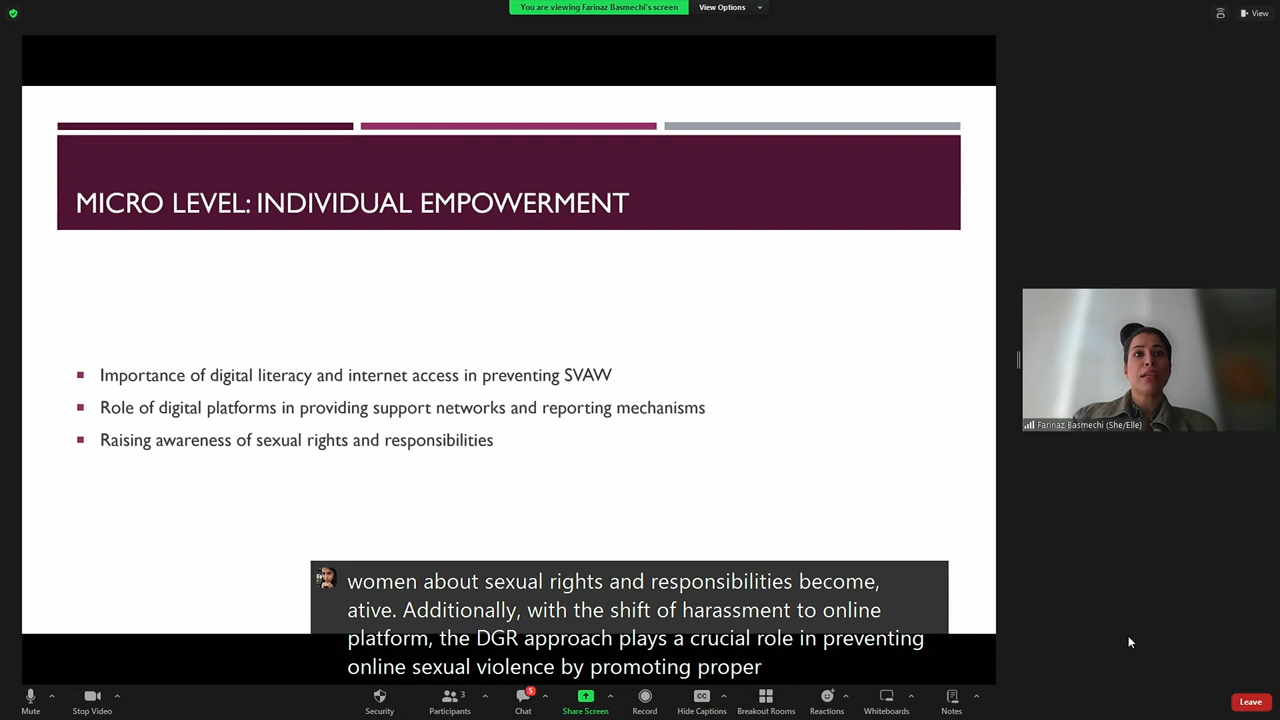 You are viewing Farinaz Basmechi's screen
View Options
View
MICRO LEVEL: INDIVIDUAL EMPOWERMENT
Importance of digital literacy and internet access in preventing SVAW
Role of digital platforms in providing support networks and reporting mechanisms
Raising awareness of sexual rights and responsibilities
Farinaz Basmechi (She/Elle)
women about sexual rights and responsibilities become,
ative. Additionally, with the shift of harassment to online
platform, the DGR approach plays a crucial role in preventing
online sexual violence by promoting proper
Mute
Stop Video
Security
Participants
3
Chat
5
Share Screen
Record
CC
Hide Captions
Breakout Rooms
Reactions
Whiteboards
Notes
Leave